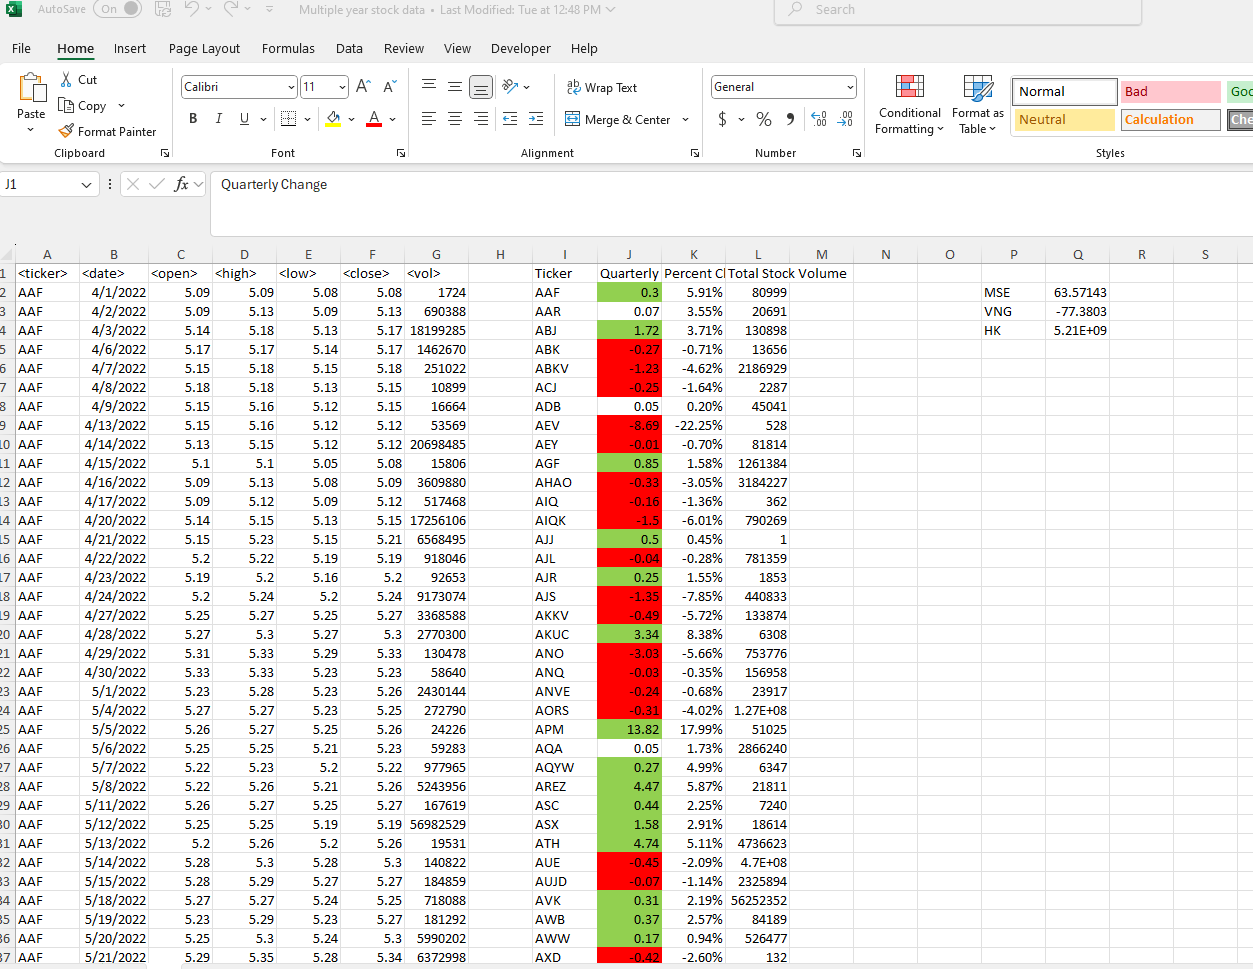 AutoSave On Multiple year stock data • Last Modified: Tue at 12:48 PM Search
File Home Insert Page Layout Formulas Data Review View Developer Help
Paste Cut Copy Format Painter Clipboard
Calibri 11 A A B I U A Font
ab Wrap Text Merge & Center Alignment
General $ % Number
Conditional Formatting Format as Table
Normal Bad Goo
Neutral Calculation Che
Styles
J1 fx Quarterly Change
A B C D E F G H I J K L M N O P Q R S
1 <ticker> <date> <open> <high> <low> <close> <vol> Ticker Quarterly Percent Cl Total Stock Volume
2 AAF 4/1/2022 5.09 5.09 5.08 5.08 1724 AAF 0.3 5.91% 80999 MSE 63.57143
3 AAF 4/2/2022 5.09 5.13 5.09 5.13 690388 AAR 0.07 3.55% 20691 VNG -77.3803
4 AAF 4/3/2022 5.14 5.18 5.13 5.17 18199285 ABJ 1.72 3.71% 130898 HK 5.21E+09
5 AAF 4/6/2022 5.17 5.17 5.14 5.17 1462670 ABK -0.27 -0.71% 13656
6 AAF 4/7/2022 5.15 5.18 5.15 5.18 251022 ABKV -1.23 -4.62% 2186929
7 AAF 4/8/2022 5.18 5.18 5.13 5.15 10899 ACJ -0.25 -1.64% 2287
8 AAF 4/9/2022 5.15 5.16 5.12 5.15 16664 ADB 0.05 0.20% 45041
9 AAF 4/13/2022 5.15 5.16 5.12 5.12 53569 AEV -8.69 -22.25% 528
10 AAF 4/14/2022 5.13 5.15 5.12 5.12 20698485 AEY -0.01 -0.70% 81814
11 AAF 4/15/2022 5.1 5.1 5.05 5.08 15806 AGF 0.85 1.58% 1261384
12 AAF 4/16/2022 5.09 5.13 5.08 5.09 3609880 AHAO -0.33 -3.05% 3184227
13 AAF 4/17/2022 5.09 5.12 5.09 5.12 517468 AIQ -0.16 -1.36% 362
14 AAF 4/20/2022 5.14 5.15 5.13 5.15 17256106 AIQK -1.5 -6.01% 790269
15 AAF 4/21/2022 5.15 5.23 5.15 5.21 6568495 AJJ 0.5 0.45% 1
16 AAF 4/22/2022 5.2 5.22 5.19 5.19 918046 AJL -0.04 -0.28% 781359
17 AAF 4/23/2022 5.19 5.2 5.16 5.2 92653 AJR 0.25 1.55% 1853
18 AAF 4/24/2022 5.2 5.24 5.2 5.24 9173074 AJS -1.35 -7.85% 440833
19 AAF 4/27/2022 5.25 5.27 5.25 5.27 3368588 AKKV -0.49 -5.72% 133874
20 AAF 4/28/2022 5.27 5.3 5.27 5.3 2770300 AKUC 3.34 8.38% 6308
21 AAF 4/29/2022 5.31 5.33 5.29 5.33 130478 ANO -3.03 -5.66% 753776
22 AAF 4/30/2022 5.33 5.33 5.23 5.23 58640 ANQ -0.03 -0.35% 156958
23 AAF 5/1/2022 5.23 5.28 5.23 5.26 2430144 ANVE -0.24 -0.68% 23917
24 AAF 5/4/2022 5.27 5.27 5.23 5.25 272790 AORS -0.31 -4.02% 1.27E+08
25 AAF 5/5/2022 5.26 5.27 5.25 5.26 24226 APM 13.82 17.99% 51025
26 AAF 5/6/2022 5.25 5.25 5.21 5.23 59283 AQA 0.05 1.73% 2866240
27 AAF 5/7/2022 5.22 5.23 5.2 5.22 977965 AQYW 0.27 4.99% 6347
28 AAF 5/8/2022 5.22 5.26 5.21 5.26 5243956 AREZ 4.47 5.87% 21811
29 AAF 5/11/2022 5.26 5.27 5.25 5.27 167619 ASC 0.44 2.25% 7240
30 AAF 5/12/2022 5.25 5.25 5.19 5.19 56982529 ASX 1.58 2.91% 18614
31 AAF 5/13/2022 5.2 5.26 5.2 5.26 19531 ATH 4.74 5.11% 4736623
32 AAF 5/14/2022 5.28 5.3 5.28 5.3 140822 AUE -0.45 -2.09% 4.7E+08
33 AAF 5/15/2022 5.28 5.29 5.27 5.27 184859 AUJD -0.07 -1.14% 2325894
34 AAF 5/18/2022 5.27 5.27 5.24 5.25 718088 AVK 0.31 2.19% 56252352
35 AAF 5/19/2022 5.23 5.29 5.23 5.27 181292 AWB 0.37 2.57% 84189
36 AAF 5/20/2022 5.25 5.3 5.24 5.3 5990202 AWW 0.17 0.94% 526477
37 AAF 5/21/2022 5.29 5.35 5.28 5.34 6372998 AXD -0.42 -2.60% 132